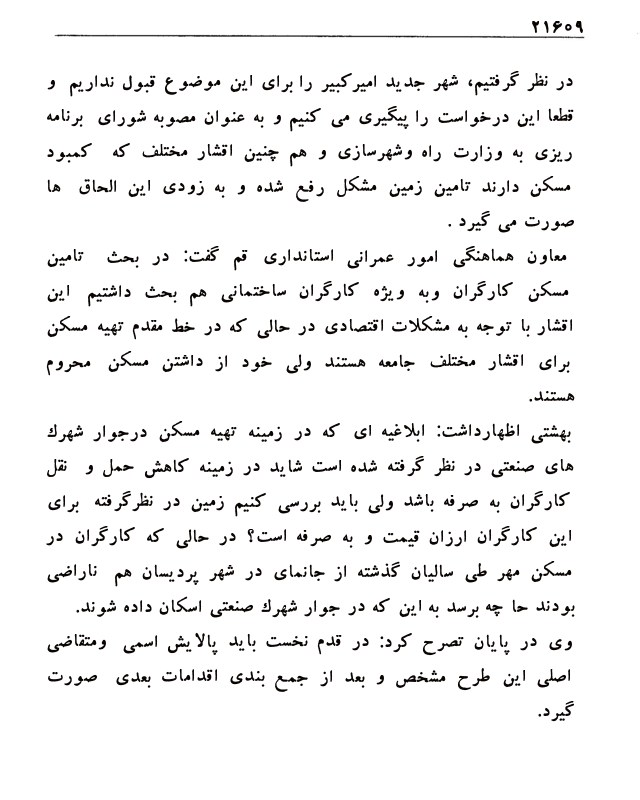 ۲۱۶۰۹
در نظر گرفتیم، شهر جدید امیرکبیر را برای این موضوع قبول نداریم و
قطعا این درخواست را پیگیری می کنیم و به عنوان مصوبه شورای برنامه
ریزی به وزارت راه وشهرسازی و هم چنین اقشار مختلف که کمبود
مسکن دارند تامین زمین مشکل رفع شده و به زودی این الحاق ها
صورت می گیرد .
معاون هماهنگی امور عمرانی استانداری قم گفت: در بحث تامین
مسکن کارگران وبه ویژه کارگران ساختمانی هم بحث داشتیم این
اقشار با توجه به مشکلات اقتصادی در حالی که در خط مقدم تهیه مسکن
برای اقشار مختلف جامعه هستند ولی خود از داشتن مسکن محروم
هستند.
بهشتی اظهارداشت: ابلاغیه ای که در زمینه تهیه مسکن درجوار شهرك
های صنعتی در نظر گرفته شده است شاید در زمینه کاهش حمل و نقل
کارگران به صرفه باشد ولی باید بررسی کنیم زمین در نظرگرفته برای
این کارگران ارزان قیمت و به صرفه است؟ در حالی که کارگران در
مسکن مهر طی سالیان گذشته از جانمای در شهر پردیسان هم ناراضی
بودند حا چه برسد به این که در جوار شهرك صنعتی اسکان داده شوند.
وی در پایان تصرح کرد: در قدم نخست باید پالایش اسمی ومتقاضی
اصلی این طرح مشخص و بعد از جمع بندی اقدامات بعدی صورت
گیرد.